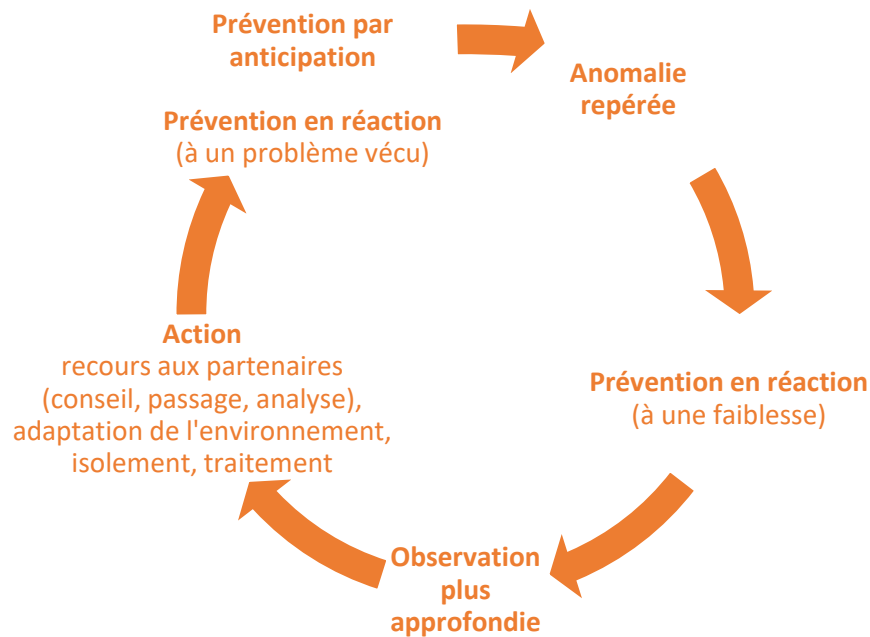 Prévention par
anticipation
Prévention en réaction
(à un problème vécu)
Anomalie
repérée
Prévention en réaction
(à une faiblesse)
Observation
plus
approfondie
Action
recours aux partenaires
(conseil, passage, analyse),
adaptation de l'environnement,
isolement, traitement